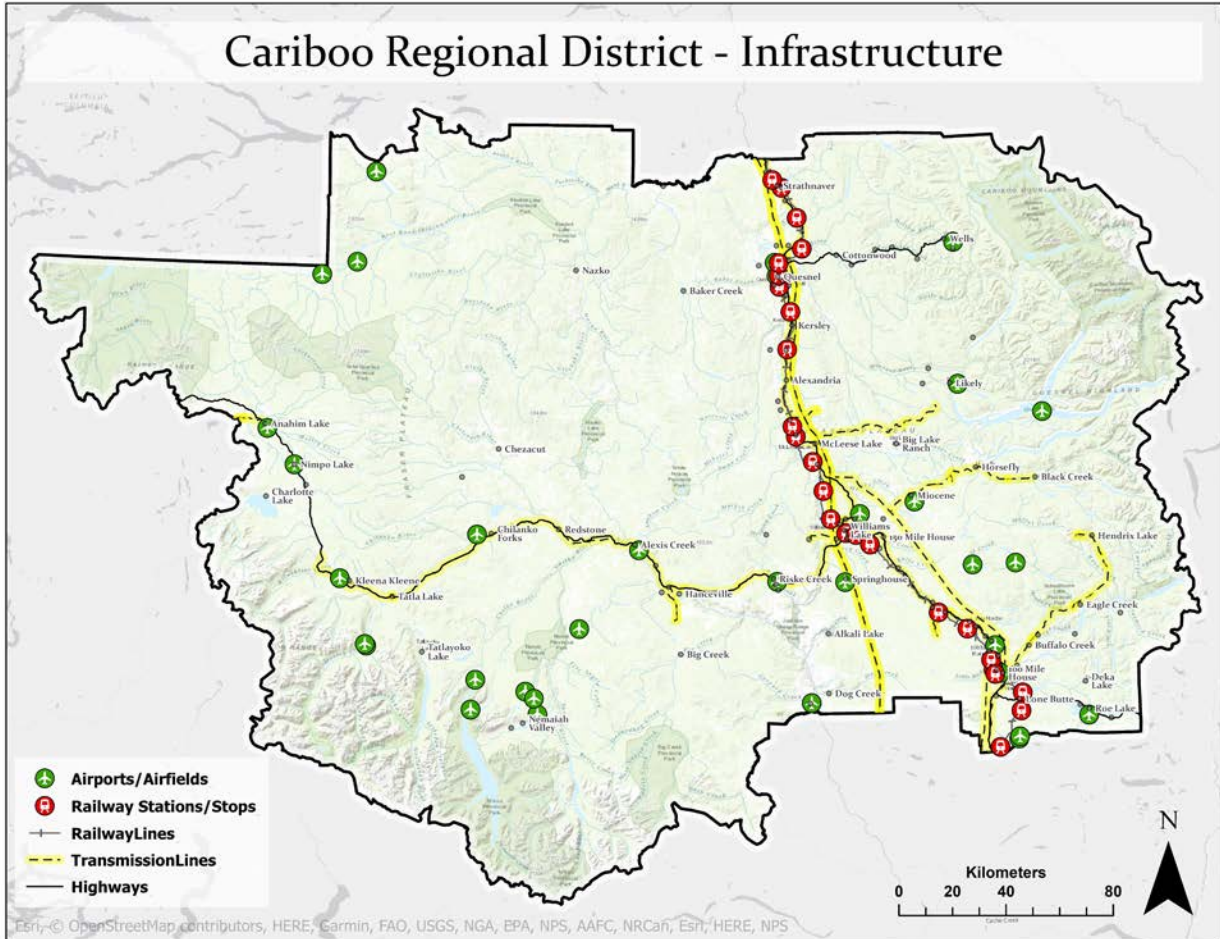 Cariboo Regional District - Infrastructure
Strathnaver
Wells
Cottonwood
Nazko
Quesnel
Baker Creek
Kersley
Alexandria
Likely
Anahim Lake
McLeese Lake
Big Lake
Ranch
Chezacut
Nimpo Lake
Horsefly
Black Creek
Charlotte
Lake
Miocene
Chilanko
Forks
Redstone
Williams
Lake
150 Mile House
Hendrix Lake
Alexis Creek
Kleena Kleene
Riske Creek
Springhouse
Tatla Lake
Hanceville
Eagle Creek
Alkali Lake
Buffalo Creek
Tatlayoko
Lake
Big Creek
100 Mile
House
Deka
Lake
Dog Creek
Lone Butte
Roe Lake
Nemaiah
Valley
Airports/Airfields
Railway Stations/Stops
RailwayLines
TransmissionLines
Highways
N
Kilometers
0 20 40 80
Esri, © OpenStreetMap contributors, HERE, Garmin, FAO, USGS, NGA, EPA, NPS, AAFC, NRCan, Esri, HERE, NPS